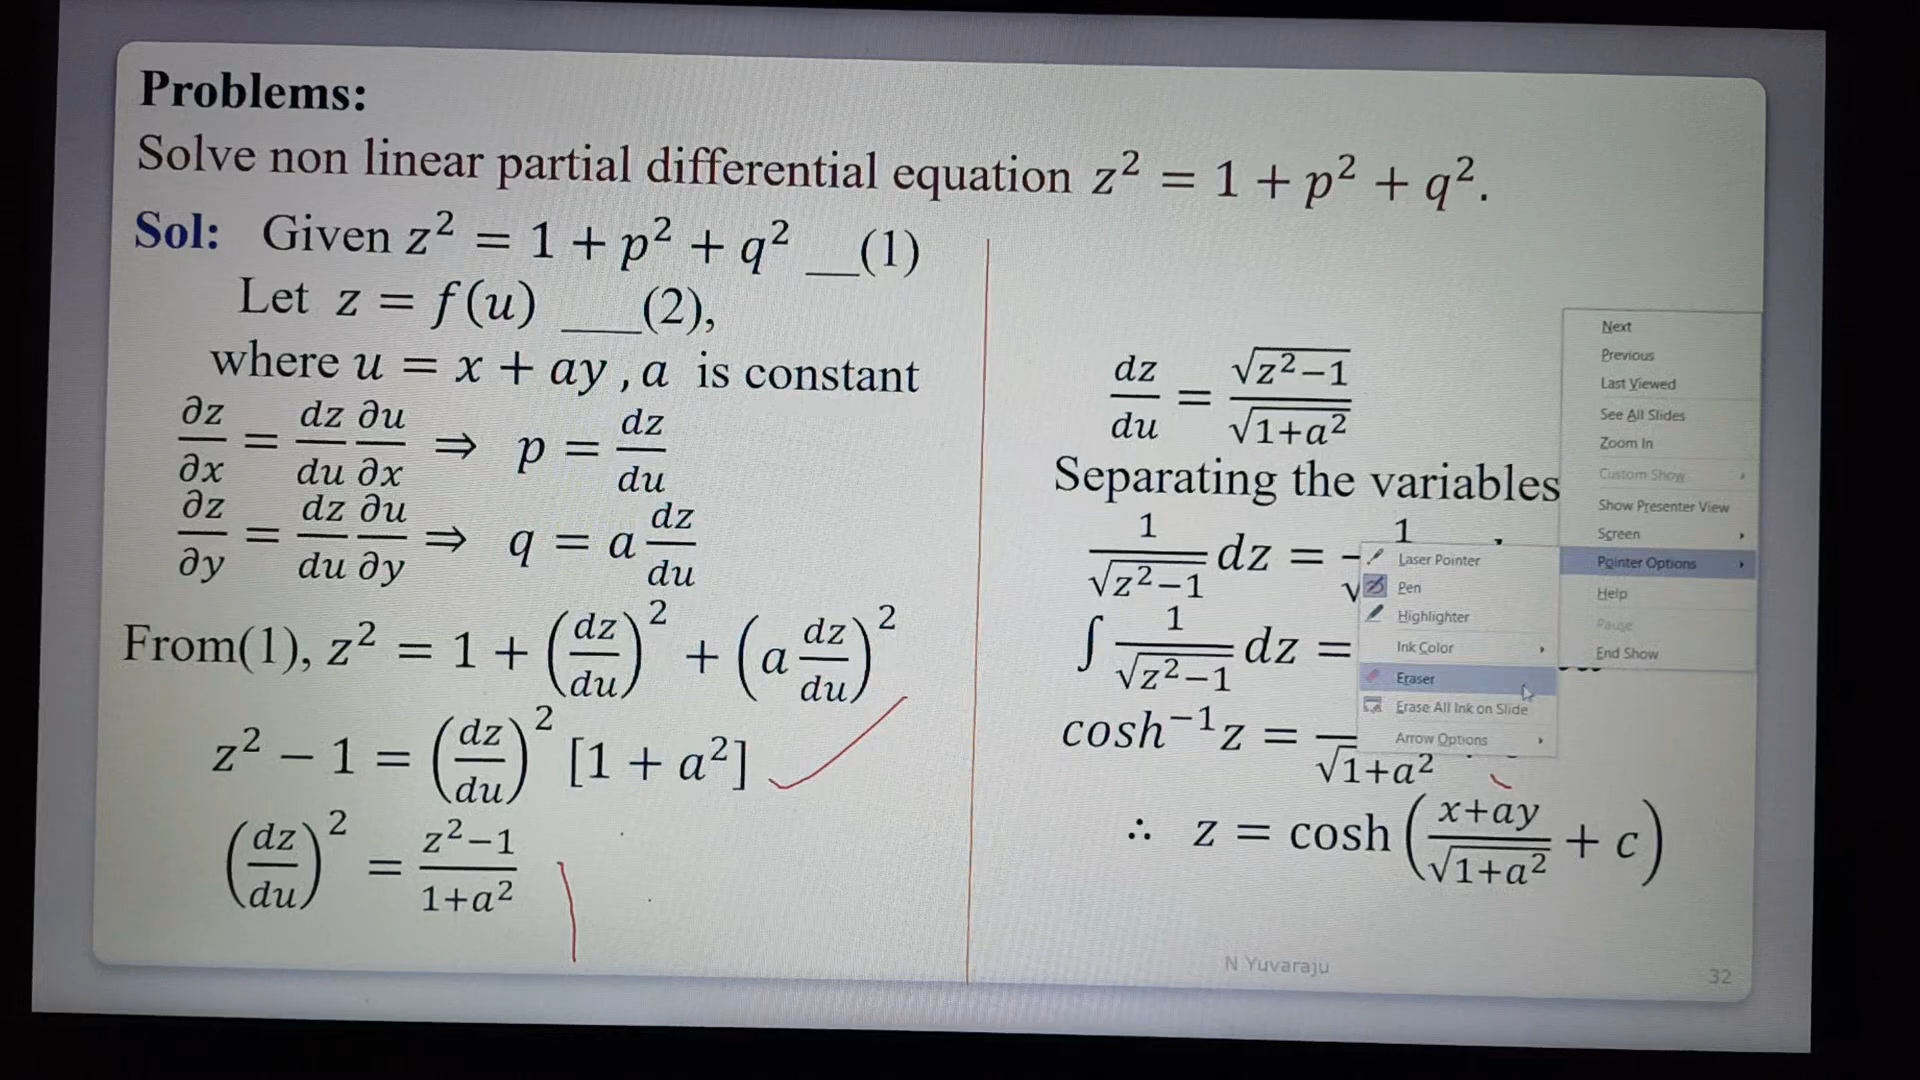 Problems:
Solve non linear partial differential equation z² = 1 + p² + q².
Sol: Given z² = 1 + p² + q² __(1)
Let z = f(u) ___(2),
where u = x + ay , a is constant
∂z/∂x = dz/du ∂u/∂x ⇒ p = dz/du
∂z/∂y = dz/du ∂u/∂y ⇒ q = a dz/du
From(1), z² = 1 + (dz/du)² + (a dz/du)²
z² − 1 = (dz/du)² [1 + a²]
(dz/du)² = z²−1/1+a²
dz/du = √z²−1/√1+a²
Separating the variables
1/√z²−1 dz = 1
∫ 1/√z²−1 dz =
cosh⁻¹z = /√1+a²
∴ z = cosh (x+ay/√1+a² + c)
Next
Previous
Last Viewed
See All Slides
Zoom In
Custom Show
Show Presenter View
Screen
Pointer Options
Help
Pause
End Show
Laser Pointer
Pen
Highlighter
Ink Color
Eraser
Erase All Ink on Slide
Arrow Options
N Yuvaraju
32